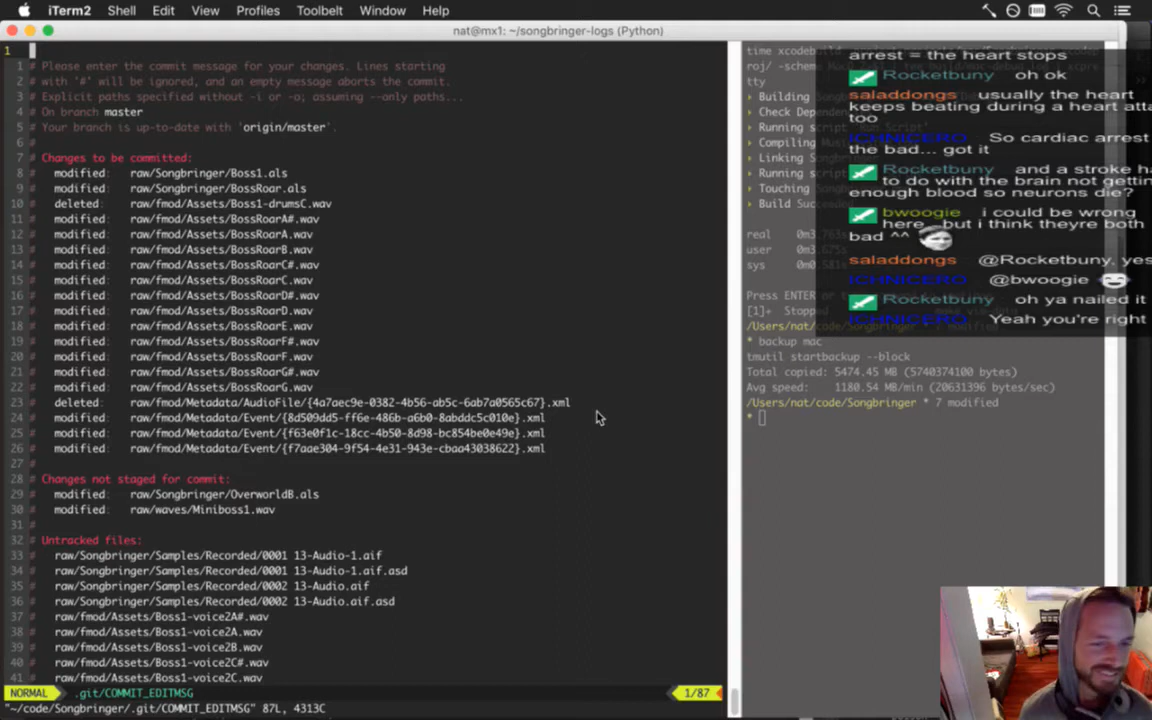 iTerm2 Shell Edit View Profiles Toolbelt Window Help
nat@mx1: ~/songbringer-logs (Python)
1
1 # Please enter the commit message for your changes. Lines starting
2 # with '#' will be ignored, and an empty message aborts the commit.
3 # Explicit paths specified without -i or -o; assuming --only paths...
4 # On branch master
5 # Your branch is up-to-date with 'origin/master'.
6 #
7 # Changes to be committed:
8 # modified: raw/Songbringer/Boss1.als
9 # modified: raw/Songbringer/BossRoar.als
10 # deleted: raw/fmod/Assets/Boss1-drumsC.wav
11 # modified: raw/fmod/Assets/BossRoarA#.wav
12 # modified: raw/fmod/Assets/BossRoarA.wav
13 # modified: raw/fmod/Assets/BossRoarB.wav
14 # modified: raw/fmod/Assets/BossRoarC#.wav
15 # modified: raw/fmod/Assets/BossRoarC.wav
16 # modified: raw/fmod/Assets/BossRoarD#.wav
17 # modified: raw/fmod/Assets/BossRoarD.wav
18 # modified: raw/fmod/Assets/BossRoarE.wav
19 # modified: raw/fmod/Assets/BossRoarF#.wav
20 # modified: raw/fmod/Assets/BossRoarF.wav
21 # modified: raw/fmod/Assets/BossRoarG#.wav
22 # modified: raw/fmod/Assets/BossRoarG.wav
23 # deleted: raw/fmod/Metadata/AudioFile/{4a7aec9e-0382-4b56-ab5c-6ab7a0565c67}.xml
24 # modified: raw/fmod/Metadata/Event/{8d509dd5-ff6e-486b-a6b0-8abddc5c010e}.xml
25 # modified: raw/fmod/Metadata/Event/{f63e0f1c-18cc-4b50-8d98-bc854be0e49e}.xml
26 # modified: raw/fmod/Metadata/Event/{f7aae304-9f54-4e31-943e-cbaa43038622}.xml
27 #
28 # Changes not staged for commit:
29 # modified: raw/Songbringer/OverworldB.als
30 # modified: raw/waves/Miniboss1.wav
31 #
32 # Untracked files:
33 # raw/Songbringer/Samples/Recorded/0001 13-Audio-1.aif
34 # raw/Songbringer/Samples/Recorded/0001 13-Audio-1.aif.asd
35 # raw/Songbringer/Samples/Recorded/0002 13-Audio.aif
36 # raw/Songbringer/Samples/Recorded/0002 13-Audio.aif.asd
37 # raw/fmod/Assets/Boss1-voice2A#.wav
38 # raw/fmod/Assets/Boss1-voice2A.wav
39 # raw/fmod/Assets/Boss1-voice2B.wav
40 # raw/fmod/Assets/Boss1-voice2C#.wav
41 # raw/fmod/Assets/Boss1-voice2C.wav
NORMAL .git/COMMIT_EDITMSG 1/87
"~/code/Songbringer/.git/COMMIT_EDITMSG" 87L, 4313C
time xcodebuild
roj/ -scheme
tty
Building
Check Depende
Running script
Compiling
Linking
Running
Touching
Build
real
user
sys
Press ENTER or
[1]+ Stopped
/Users/nat/code/Songbringer
* backup mac
tmutil startbackup --block
Total copied: 5474.45 MB (5740374100 bytes)
Avg speed: 1180.54 MB/min (20631396 bytes/sec)
/Users/nat/code/Songbringer * 7 modified
*
arrest = the heart stops
Rocketbuny oh ok
saladdongs usually the heart
keeps beating during a heart atta
too
ICHNICERO So cardiac arrest
the bad... got it
Rocketbuny and a stroke ha
to do with the brain not getting
enough blood so neurons die?
bwoogie i could be wrong
here, but i think theyre both
bad ^^
saladdongs @Rocketbuny, yes
ICHNICERO @bwoogie
Rocketbuny oh ya nailed it
ICHNICERO Yeah you're right